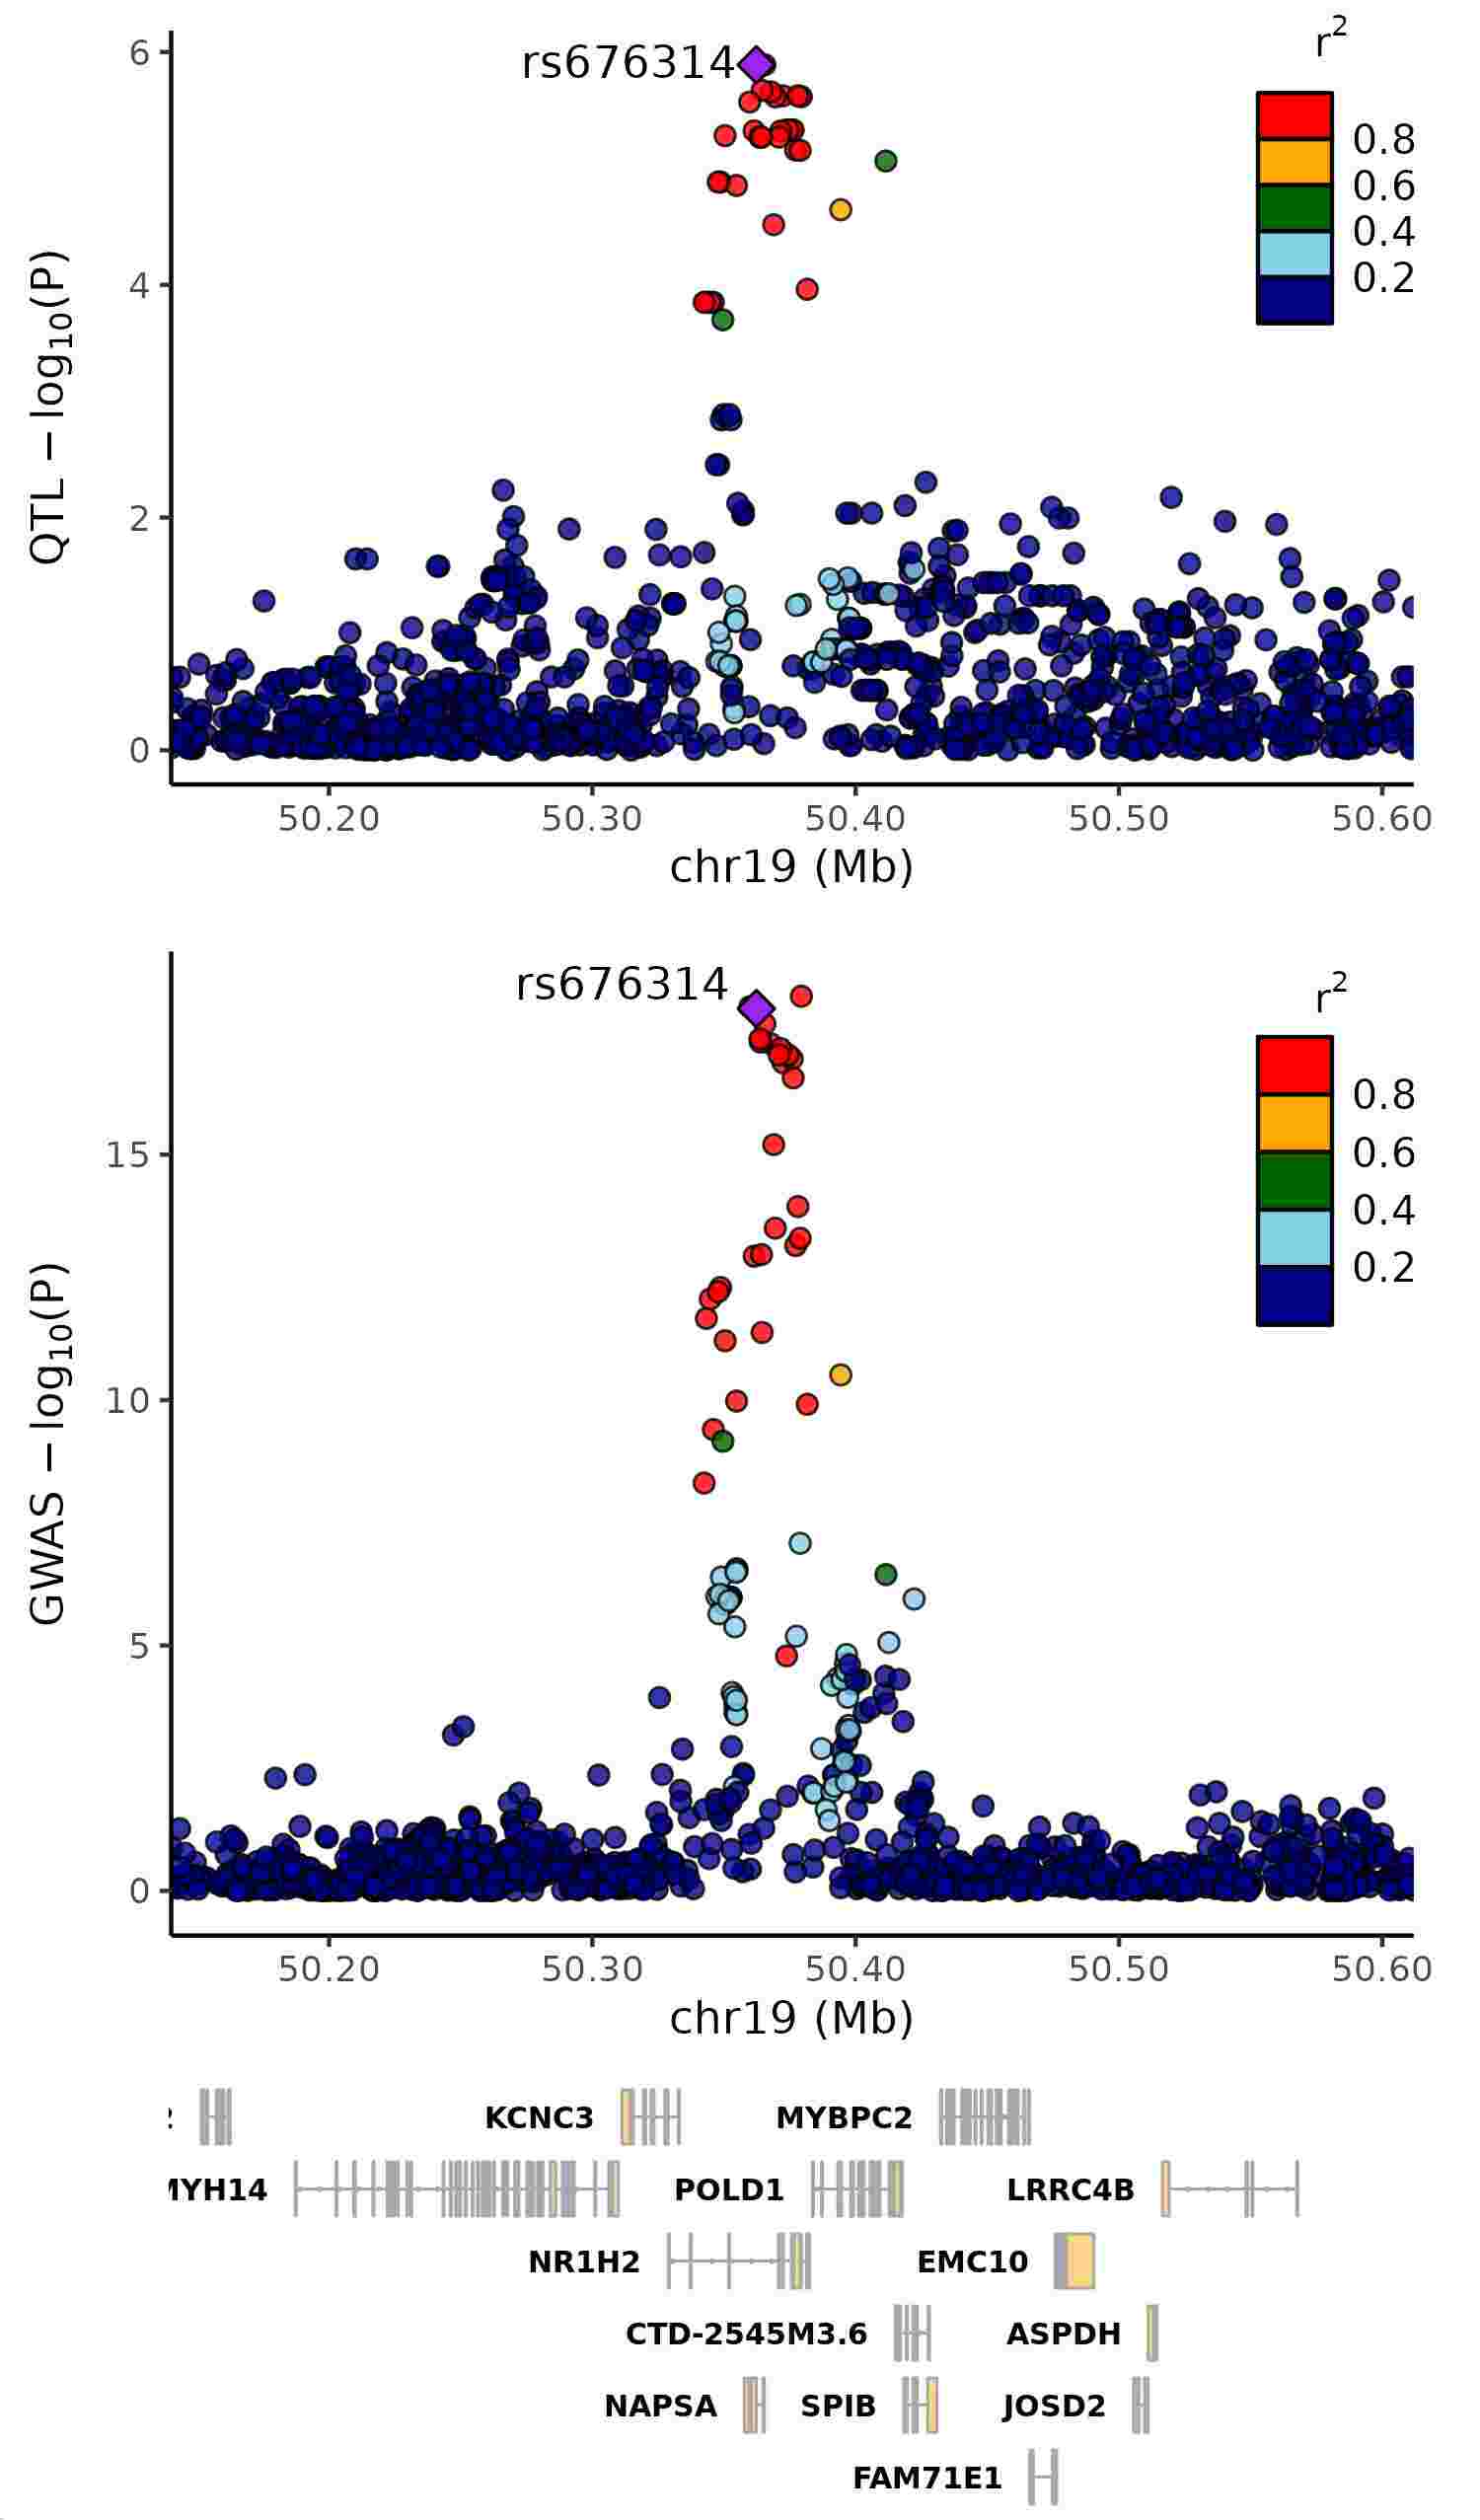 rs676314
r2
6
4
2
0
0.8
0.6
0.4
0.2
QTL −log10(P)
50.20 50.30 50.40 50.50 50.60
chr19 (Mb)
rs676314
r2
15
10
5
0
0.8
0.6
0.4
0.2
GWAS −log10(P)
50.20 50.30 50.40 50.50 50.60
chr19 (Mb)
KCNC3 MYBPC2
MYH14 POLD1 LRRC4B
NR1H2 EMC10
CTD-2545M3.6 ASPDH
NAPSA SPIB JOSD2
FAM71E1